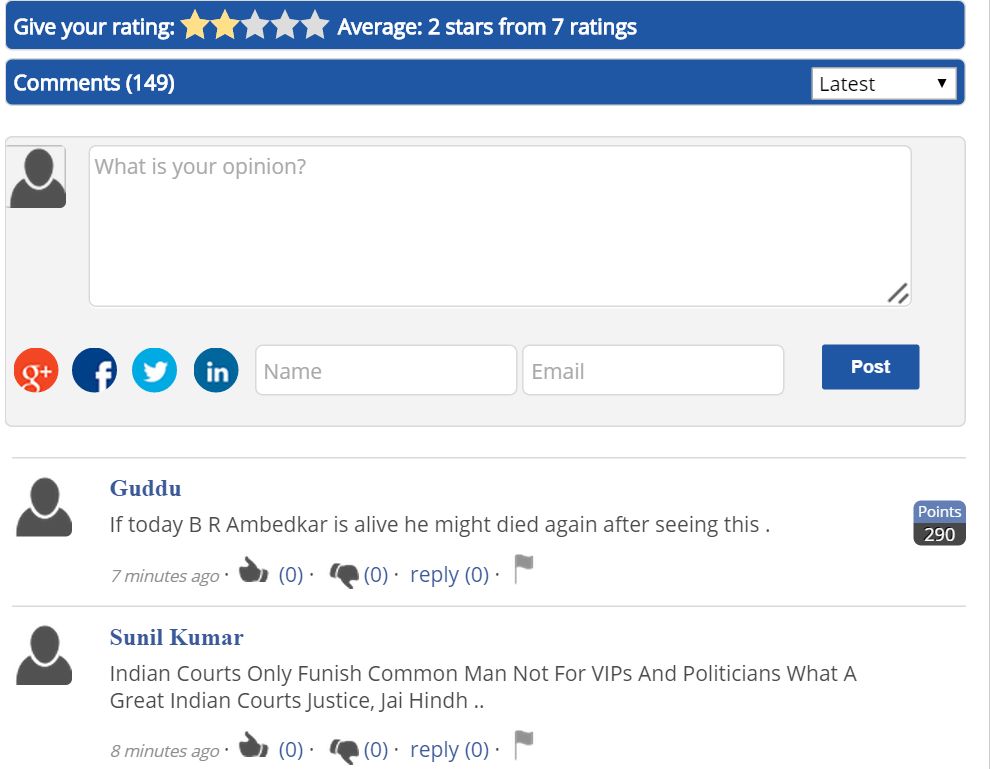 Give your rating: Average: 2 stars from 7 ratings
Comments (149) Latest
What is your opinion?
g+ f in Name Email Post
Guddu
If today B R Ambedkar is alive he might died again after seeing this .
Points
290
7 minutes ago · (0) · (0) · reply (0) ·
Sunil Kumar
Indian Courts Only Funish Common Man Not For VIPs And Politicians What A
Great Indian Courts Justice, Jai Hindh ..
8 minutes ago · (0) · (0) · reply (0) ·